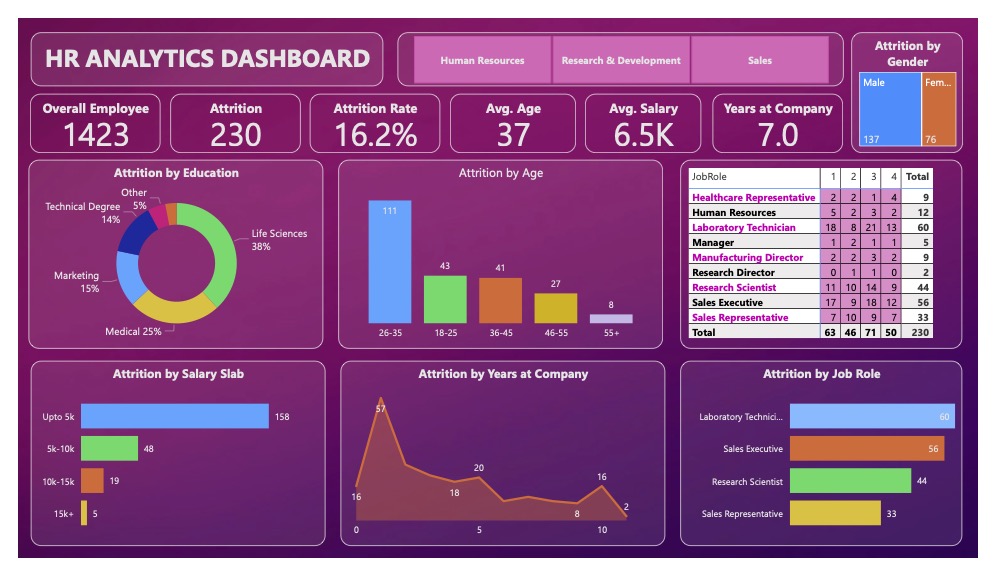 HR ANALYTICS DASHBOARD
Human Resources
Research & Development
Sales
Attrition by
Gender
Male
Fem...
137
76
Overall Employee
1423
Attrition
230
Attrition Rate
16.2%
Avg. Age
37
Avg. Salary
6.5K
Years at Company
7.0
Attrition by Education
Other
5%
Technical Degree
14%
Life Sciences
38%
Marketing
15%
Medical 25%
Attrition by Age
111
43
41
27
8
26-35 18-25 36-45 46-55 55+
JobRole 1 2 3 4 Total
Healthcare Representative 2 2 1 4 9
Human Resources 5 2 3 2 12
Laboratory Technician 18 8 21 13 60
Manager 1 2 1 1 5
Manufacturing Director 2 2 3 2 9
Research Director 0 1 1 0 2
Research Scientist 11 10 14 9 44
Sales Executive 17 9 18 12 56
Sales Representative 7 10 9 7 33
Total 63 46 71 50 230
Attrition by Salary Slab
Upto 5k 158
5k-10k 48
10k-15k 19
15k+ 5
Attrition by Years at Company
57
16
18
20
8
16
2
0 5 10
Attrition by Job Role
Laboratory Technici... 60
Sales Executive 56
Research Scientist 44
Sales Representative 33